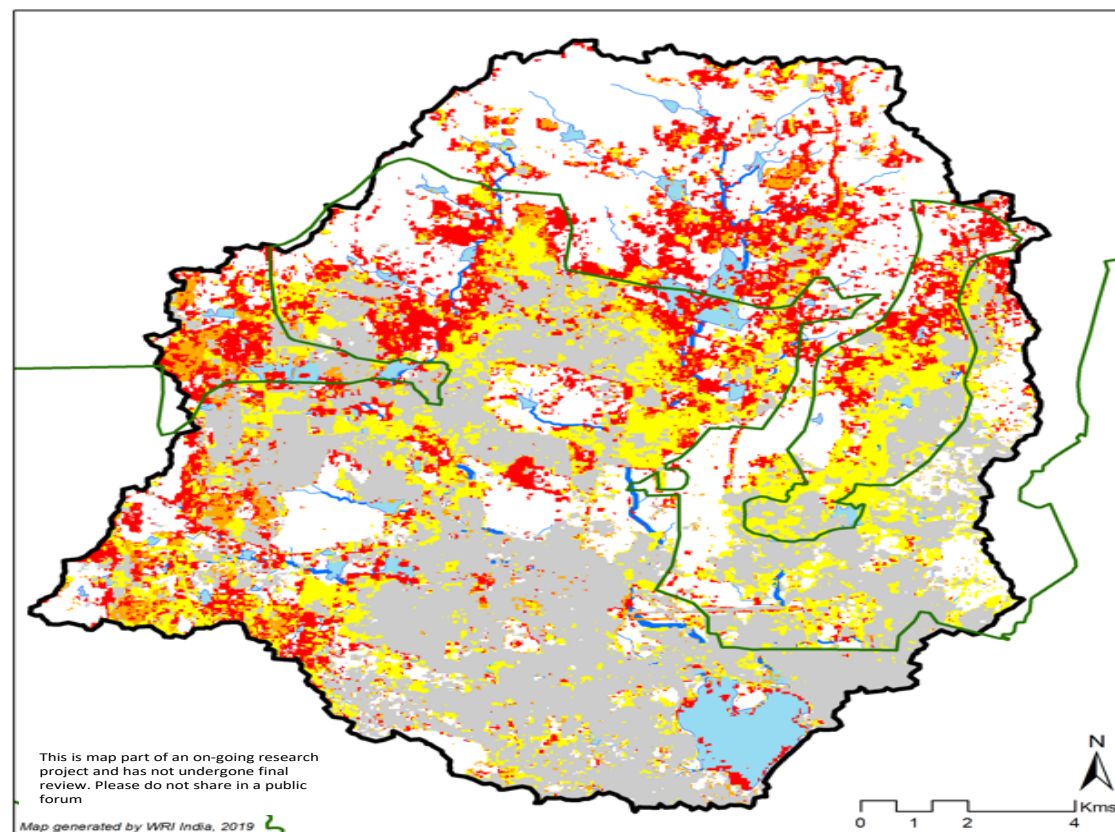 This is map part of an on-going research
project and has not undergone final
review. Please do not share in a public
forum
Map generated by WRI India, 2019
N
Kms
0 1 2 4